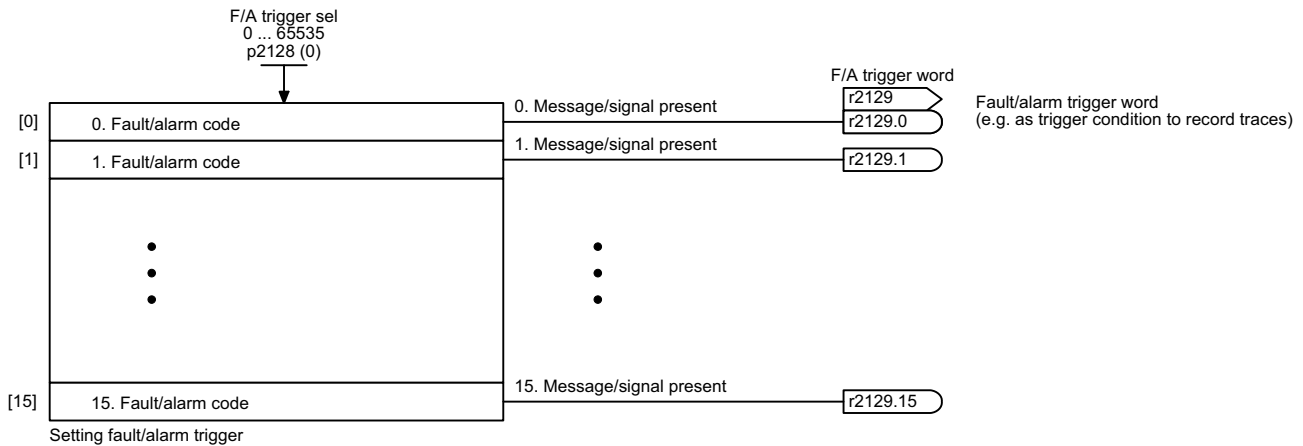 F/A trigger sel
0 ... 65535
p2128 (0)
F/A trigger word
r2129
Fault/alarm trigger word
(e.g. as trigger condition to record traces)
[0]
0. Fault/alarm code
0. Message/signal present
r2129.0
[1]
1. Fault/alarm code
1. Message/signal present
r2129.1
[15]
15. Fault/alarm code
15. Message/signal present
r2129.15
Setting fault/alarm trigger